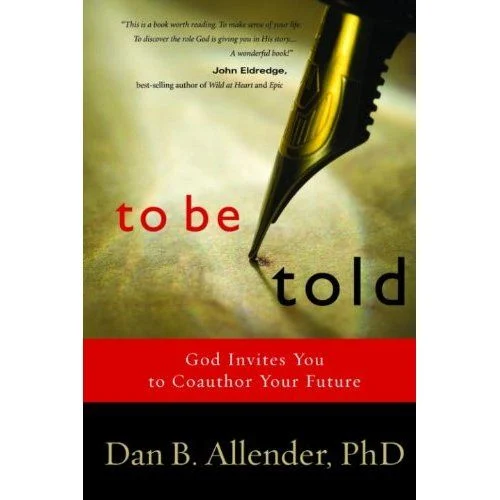 "This is a book worth reading. To make sense of your life.
To discover the role God is giving you in His story....
A wonderful book!"
John Eldredge,
best-selling author of Wild at Heart and Epic
to be
told
God Invites You
to Coauthor Your Future
Dan B. Allender, PhD